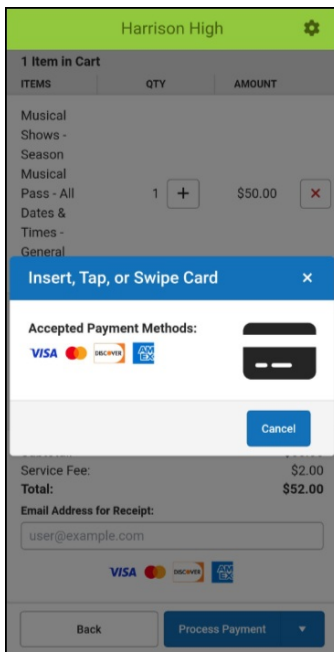 Harrison High
1 Item in Cart
ITEMS QTY AMOUNT
Musical
Shows -
Season
Musical
Pass - All
Dates &
Times -
General
1 + $50.00 ×
Insert, Tap, or Swipe Card ×
Accepted Payment Methods:
VISA DISCOVER AMEX
Cancel
Service Fee: $2.00
Total: $52.00
Email Address for Receipt:
user@example.com
VISA DISCOVER AMEX
Back Process Payment